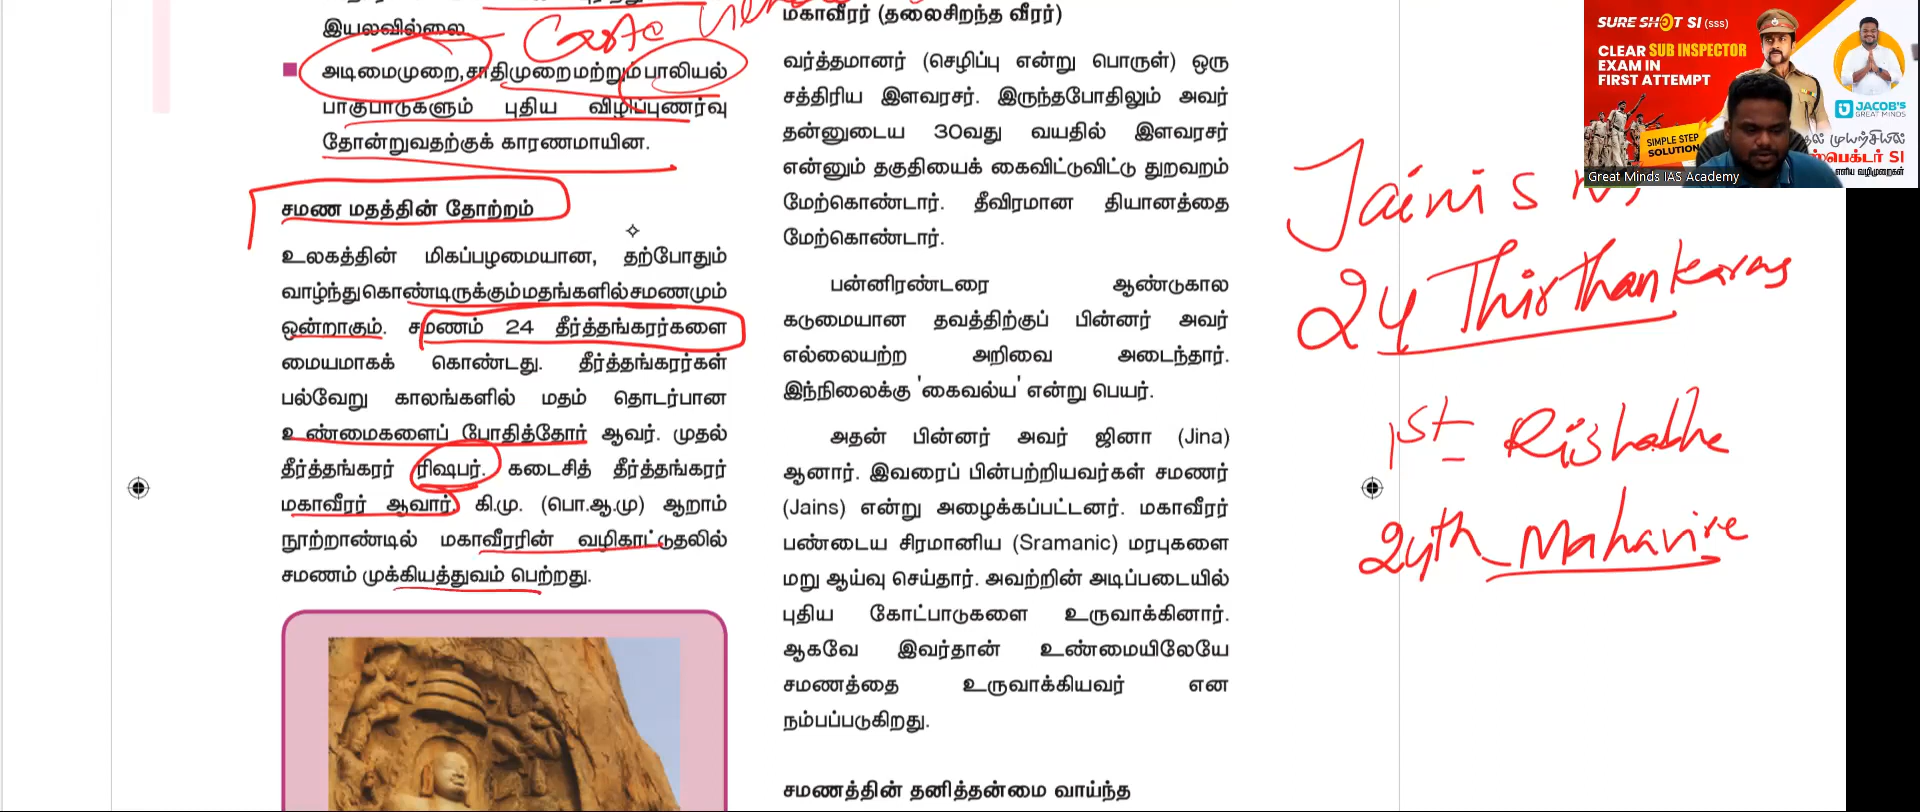 இயலவில்லை
அடிமைமுறை, சாதிமுறை மற்றும் பாலியல்
பாகுபாடுகளும் புதிய விழிப்புணர்வு
தோன்றுவதற்குக் காரணமாயின.
சமண மதத்தின் தோற்றம்
உலகத்தின் மிகப்பழமையான, தற்போதும்
வாழ்ந்துகொண்டிருக்கும் மதங்களில் சமணமும்
ஒன்றாகும். சமணம் 24 தீர்த்தங்கரர்களை
மையமாகக் கொண்டது. தீர்த்தங்கரர்கள்
பல்வேறு காலங்களில் மதம் தொடர்பான
உண்மைகளைப் போதித்தோர் ஆவர். முதல்
தீர்த்தங்கரர் ரிஷபர். கடைசித் தீர்த்தங்கரர்
மகாவீரர் ஆவார். கி.மு. (பொ.ஆ.மு) ஆறாம்
நூற்றாண்டில் மகாவீரரின் வழிகாட்டுதலில்
சமணம் முக்கியத்துவம் பெற்றது.
மகாவீரர் (தலைசிறந்த வீரர்)
வர்த்தமானர் (செழிப்பு என்று பொருள்) ஒரு
சத்திரிய இளவரசர். இருந்தபோதிலும் அவர்
தன்னுடைய 30வது வயதில் இளவரசர்
என்னும் தகுதியைக் கைவிட்டுவிட்டு துறவறம்
மேற்கொண்டார். தீவிரமான தியானத்தை
மேற்கொண்டார்.
பன்னிரண்டரை ஆண்டுகால
கடுமையான தவத்திற்குப் பின்னர் அவர்
எல்லையற்ற அறிவை அடைந்தார்.
இந்நிலைக்கு 'கைவல்ய' என்று பெயர்.
அதன் பின்னர் அவர் ஜினா (Jina)
ஆனார். இவரைப் பின்பற்றியவர்கள் சமணர்
(Jains) என்று அழைக்கப்பட்டனர். மகாவீரர்
பண்டைய சிரமானிய (Sramanic) மரபுகளை
மறு ஆய்வு செய்தார். அவற்றின் அடிப்படையில்
புதிய கோட்பாடுகளை உருவாக்கினார்.
ஆகவே இவர்தான் உண்மையிலேயே
சமணத்தை உருவாக்கியவர் என
நம்பப்படுகிறது.
சமணத்தின் தனித்தன்மை வாய்ந்த
24 Thirthankaras
1st Rishabhe
24th Mahavire
SURE SHOT SI (SSS)
CLEAR SUB INSPECTOR
EXAM IN
FIRST ATTEMPT
JACOB'S
GREAT MINDS
SIMPLE STEP
SOLUTION
Great Minds IAS Academy